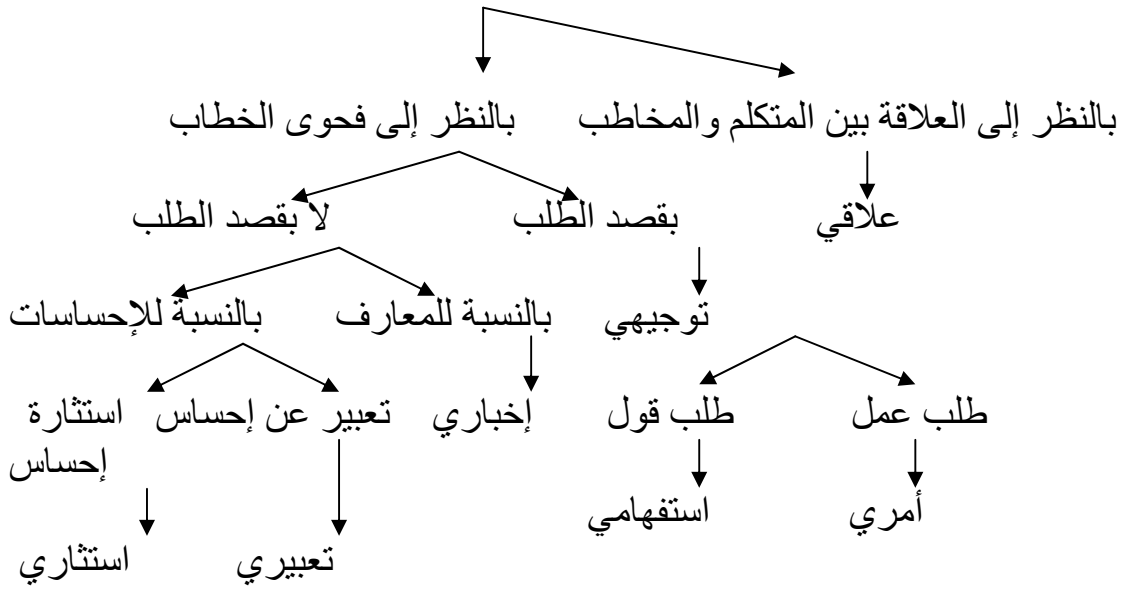 بالنظر إلى العلاقة بين المتكلم والمخاطب بالنظر إلى فحوى الخطاب
علاقي بقصد الطلب لا بقصد الطلب
توجيهي بالنسبة للمعارف بالنسبة للإحساسات
طلب عمل طلب قول إخباري تعبير عن إحساس استثارة
إحساس
أمري استفهامي
تعبيري استثاري